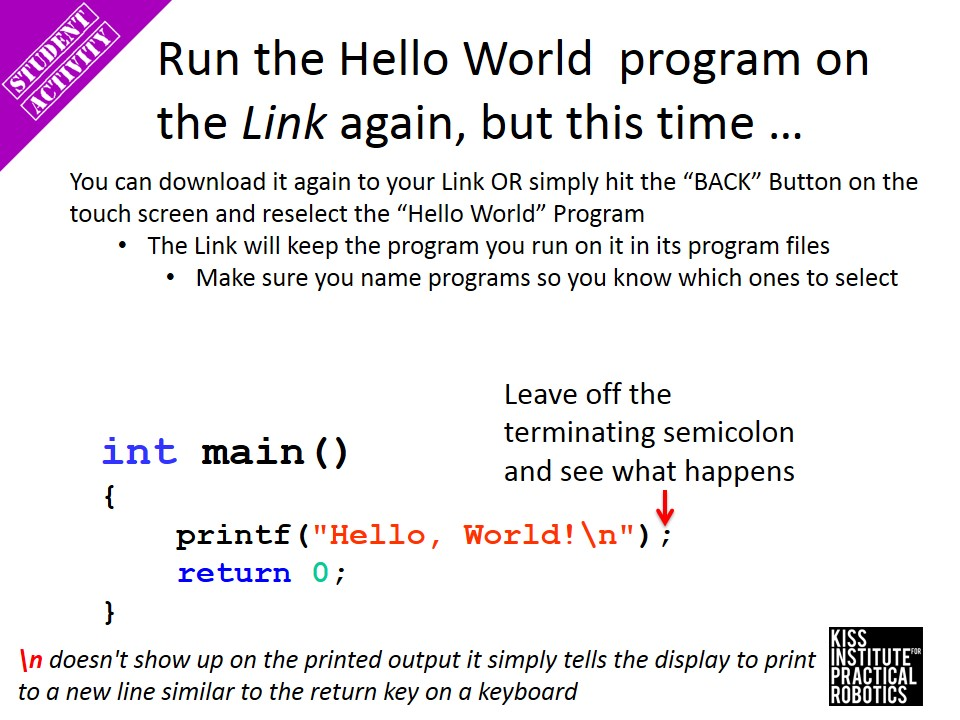 STUDENT
ACTIVITY
Run the Hello World  program on
the Link again, but this time …
You can download it again to your Link OR simply hit the “BACK” Button on the
touch screen and reselect the “Hello World” Program
• The Link will keep the program you run on it in its program files
• Make sure you name programs so you know which ones to select
Leave off the
terminating semicolon
and see what happens
int main()
{
printf("Hello, World!\n");
return 0;
}
\n doesn't show up on the printed output it simply tells the display to print
to a new line similar to the return key on a keyboard
KISS
INSTITUTE FOR
PRACTICAL
ROBOTICS